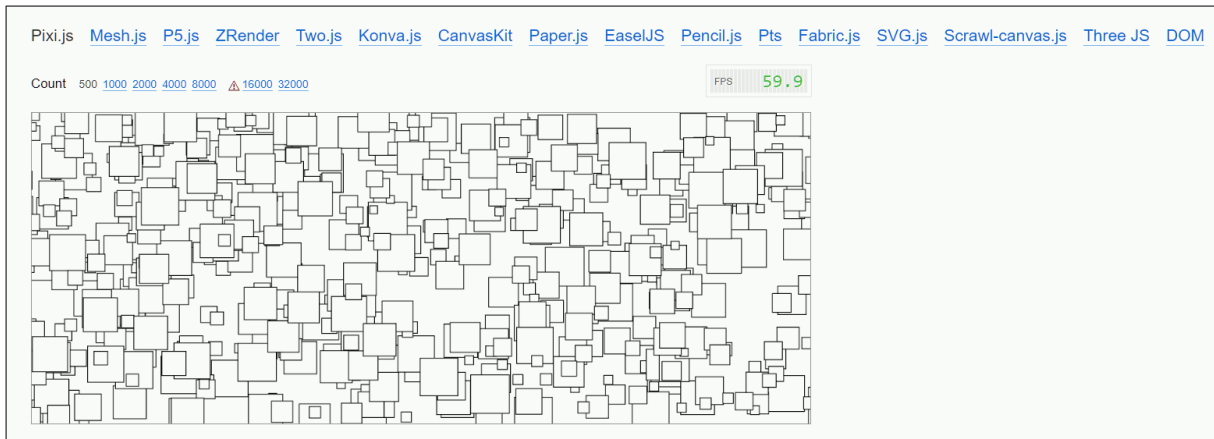 Pixi.js Mesh.js P5.js ZRender Two.js Konva.js CanvasKit Paper.js EaselJS Pencil.js Pts Fabric.js SVG.js Scrawl-canvas.js Three JS DOM
Count 500 1000 2000 4000 8000 ⚠ 16000 32000
FPS 59.9